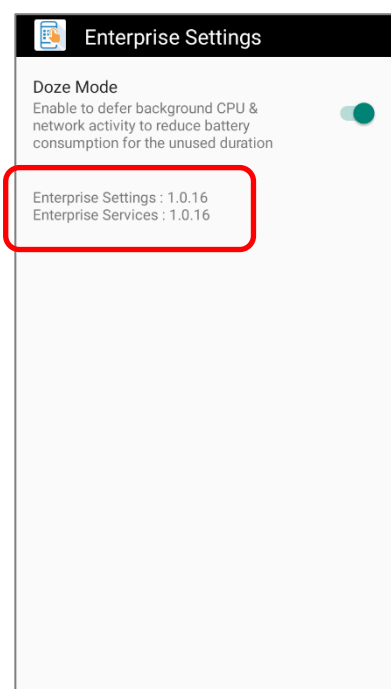 Enterprise Settings
Doze Mode
Enable to defer background CPU &
network activity to reduce battery
consumption for the unused duration
Enterprise Settings : 1.0.16
Enterprise Services : 1.0.16